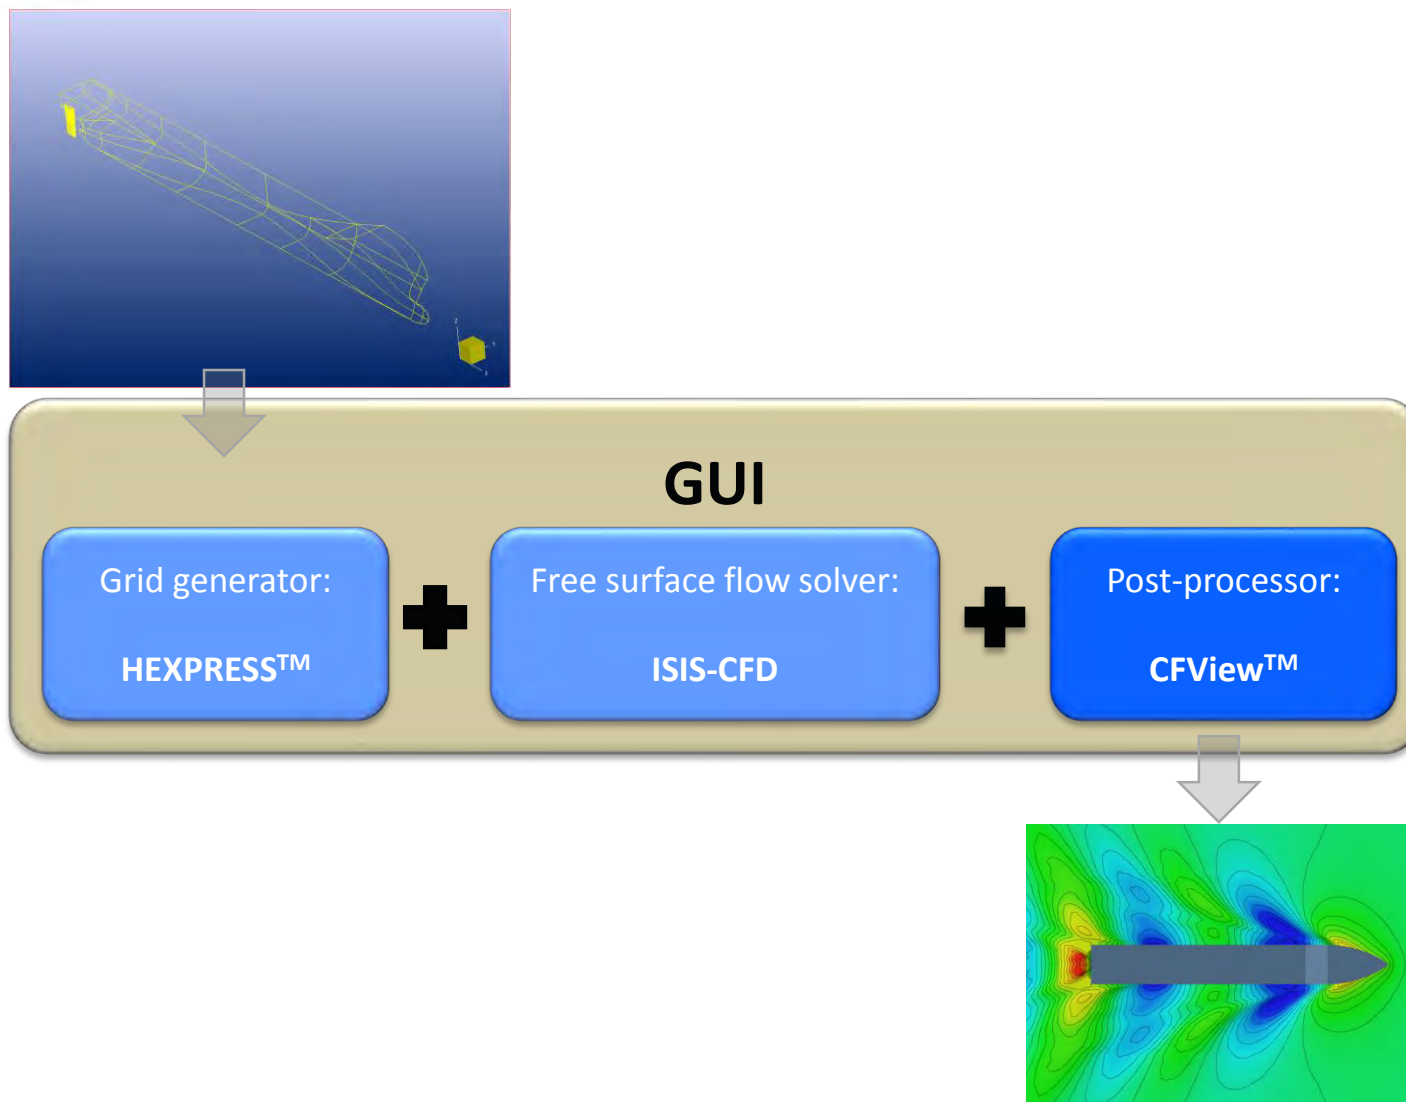 Z
Y
X
GUI
Grid generator:
HEXPRESS™
Free surface flow solver:
ISIS-CFD
Post-processor:
CFView™